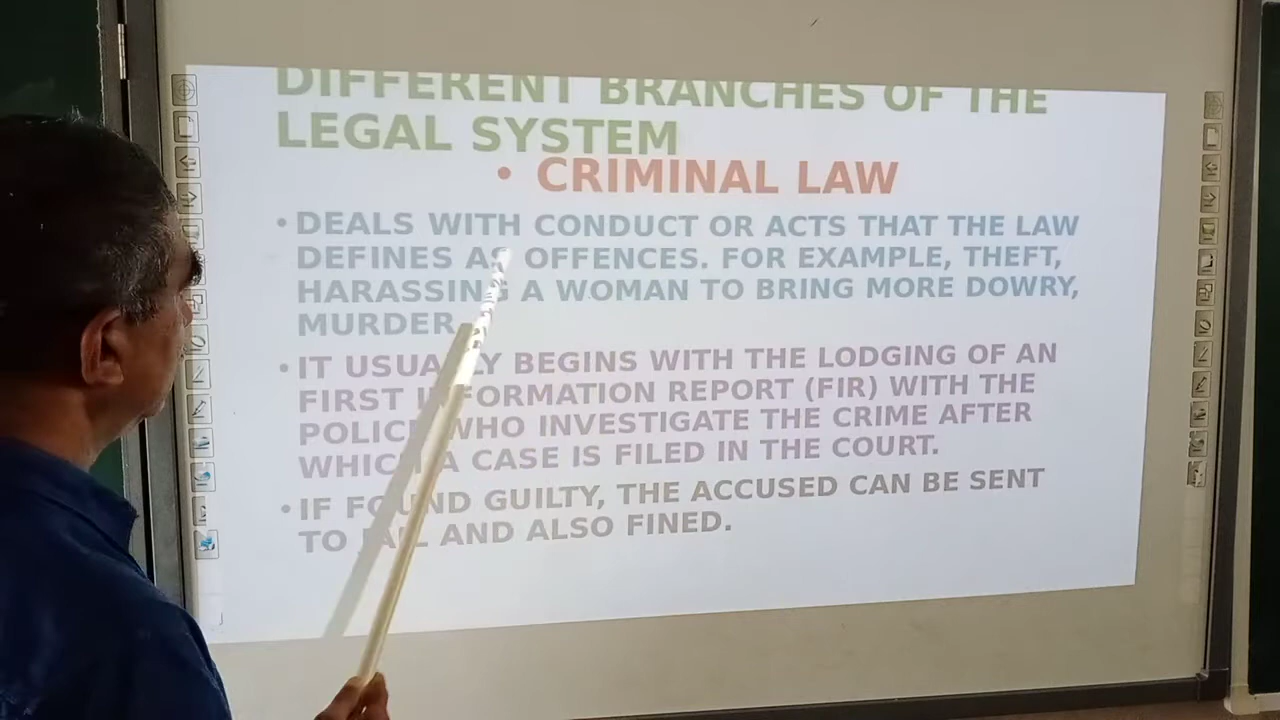 DIFFERENT BRANCHES OF THE
LEGAL SYSTEM
• CRIMINAL LAW
• DEALS WITH CONDUCT OR ACTS THAT THE LAW
DEFINES AS OFFENCES. FOR EXAMPLE, THEFT,
HARASSING A WOMAN TO BRING MORE DOWRY,
MURDER
• IT USUALLY BEGINS WITH THE LODGING OF AN
FIRST INFORMATION REPORT (FIR) WITH THE
POLICE WHO INVESTIGATE THE CRIME AFTER
WHICH A CASE IS FILED IN THE COURT.
• IF FOUND GUILTY, THE ACCUSED CAN BE SENT
TO JAIL AND ALSO FINED.